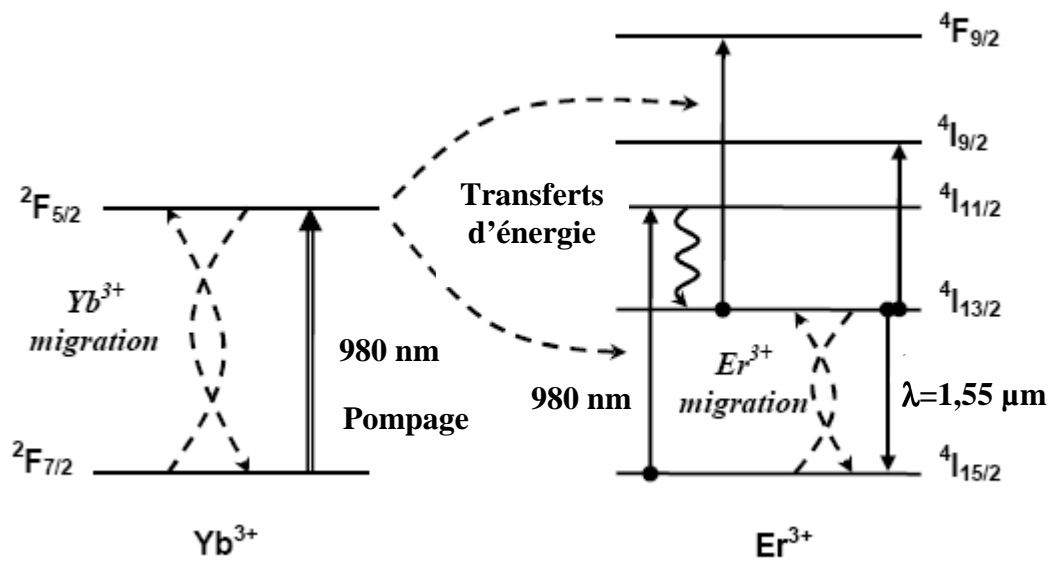 ⁴F₉/₂
⁴I₉/₂
Transferts
d’énergie
²F₅/₂
⁴I₁₁/₂
Yb³⁺
migration
⁴I₁₃/₂
980 nm
Pompage
980 nm
Er³⁺
migration
λ=1,55 µm
²F₇/₂
⁴I₁₅/₂
Yb³⁺
Er³⁺